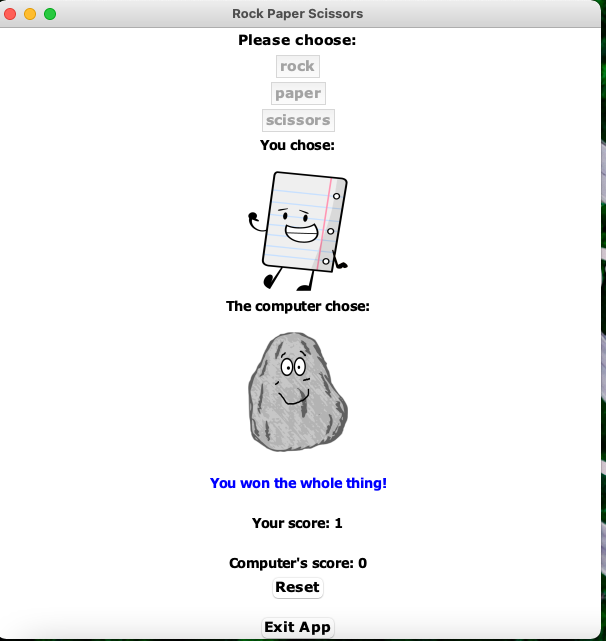 Rock Paper Scissors
Please choose:
rock
paper
scissors
You chose:
The computer chose:
You won the whole thing!
Your score: 1
Computer's score: 0
Reset
Exit App